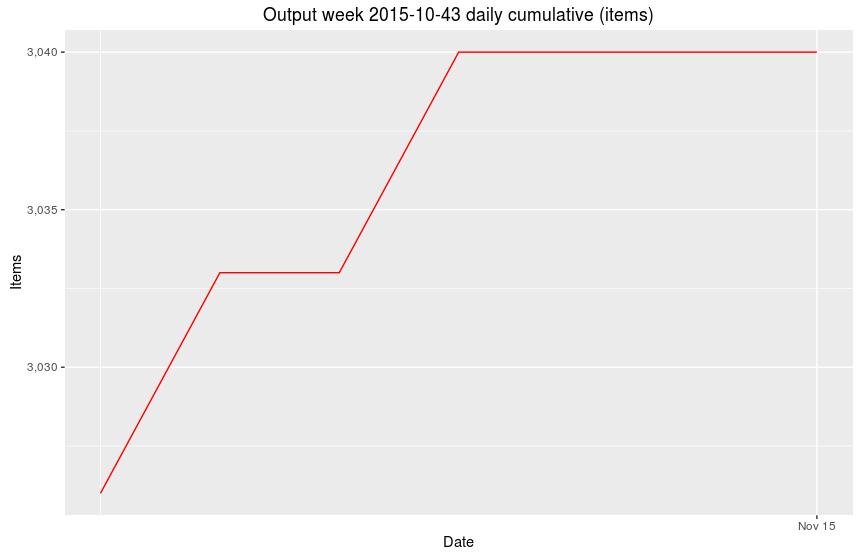 Output week 2015-10-43 daily cumulative (items)
3,040
3,035
3,030
Items
Nov 15
Date